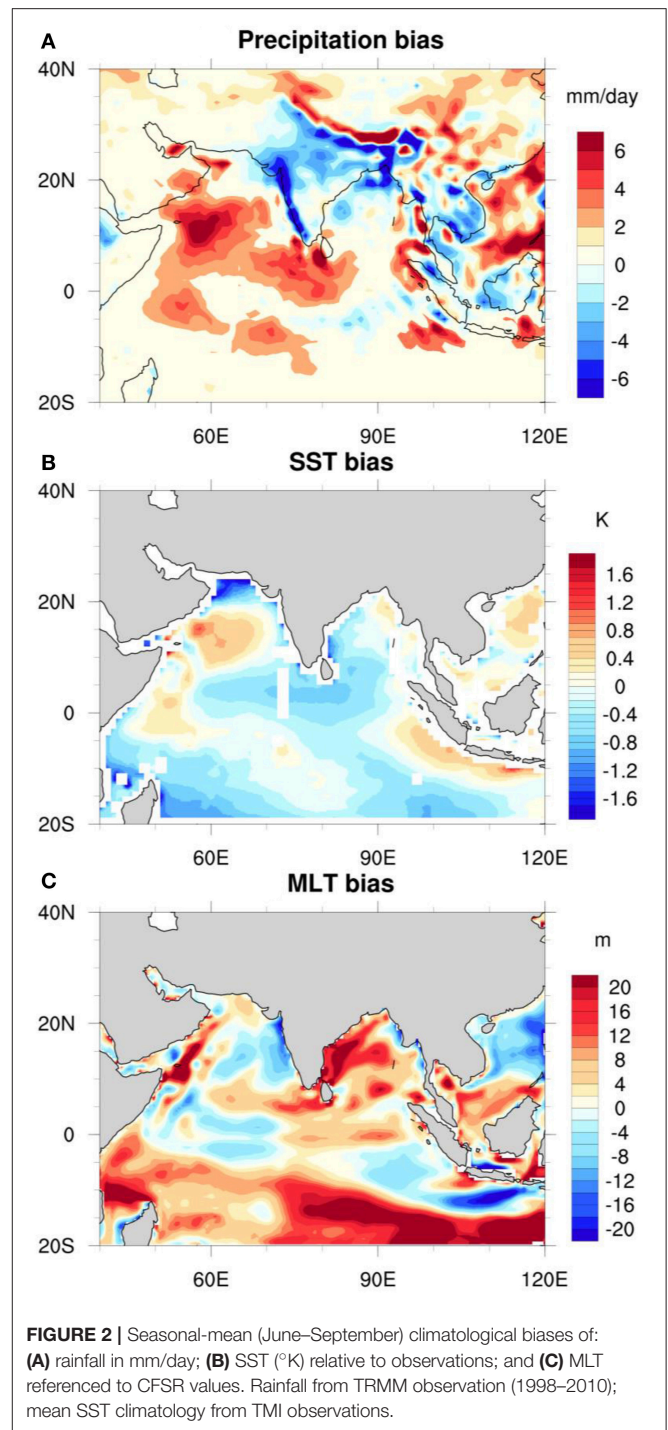 A
Precipitation bias
mm/day
40N
20N
0
20S
60E 90E 120E
6
4
2
0
-2
-4
-6
B
SST bias
K
40N
20N
0
20S
60E 90E 120E
1.6
1.2
0.8
0.4
0
-0.4
-0.8
-1.2
-1.6
C
MLT bias
m
40N
20N
0
20S
60E 90E 120E
20
16
12
8
4
0
-4
-8
-12
-16
-20
FIGURE 2 | Seasonal-mean (June–September) climatological biases of:
(A) rainfall in mm/day; (B) SST (°K) relative to observations; and (C) MLT
referenced to CFSR values. Rainfall from TRMM observation (1998–2010);
mean SST climatology from TMI observations.